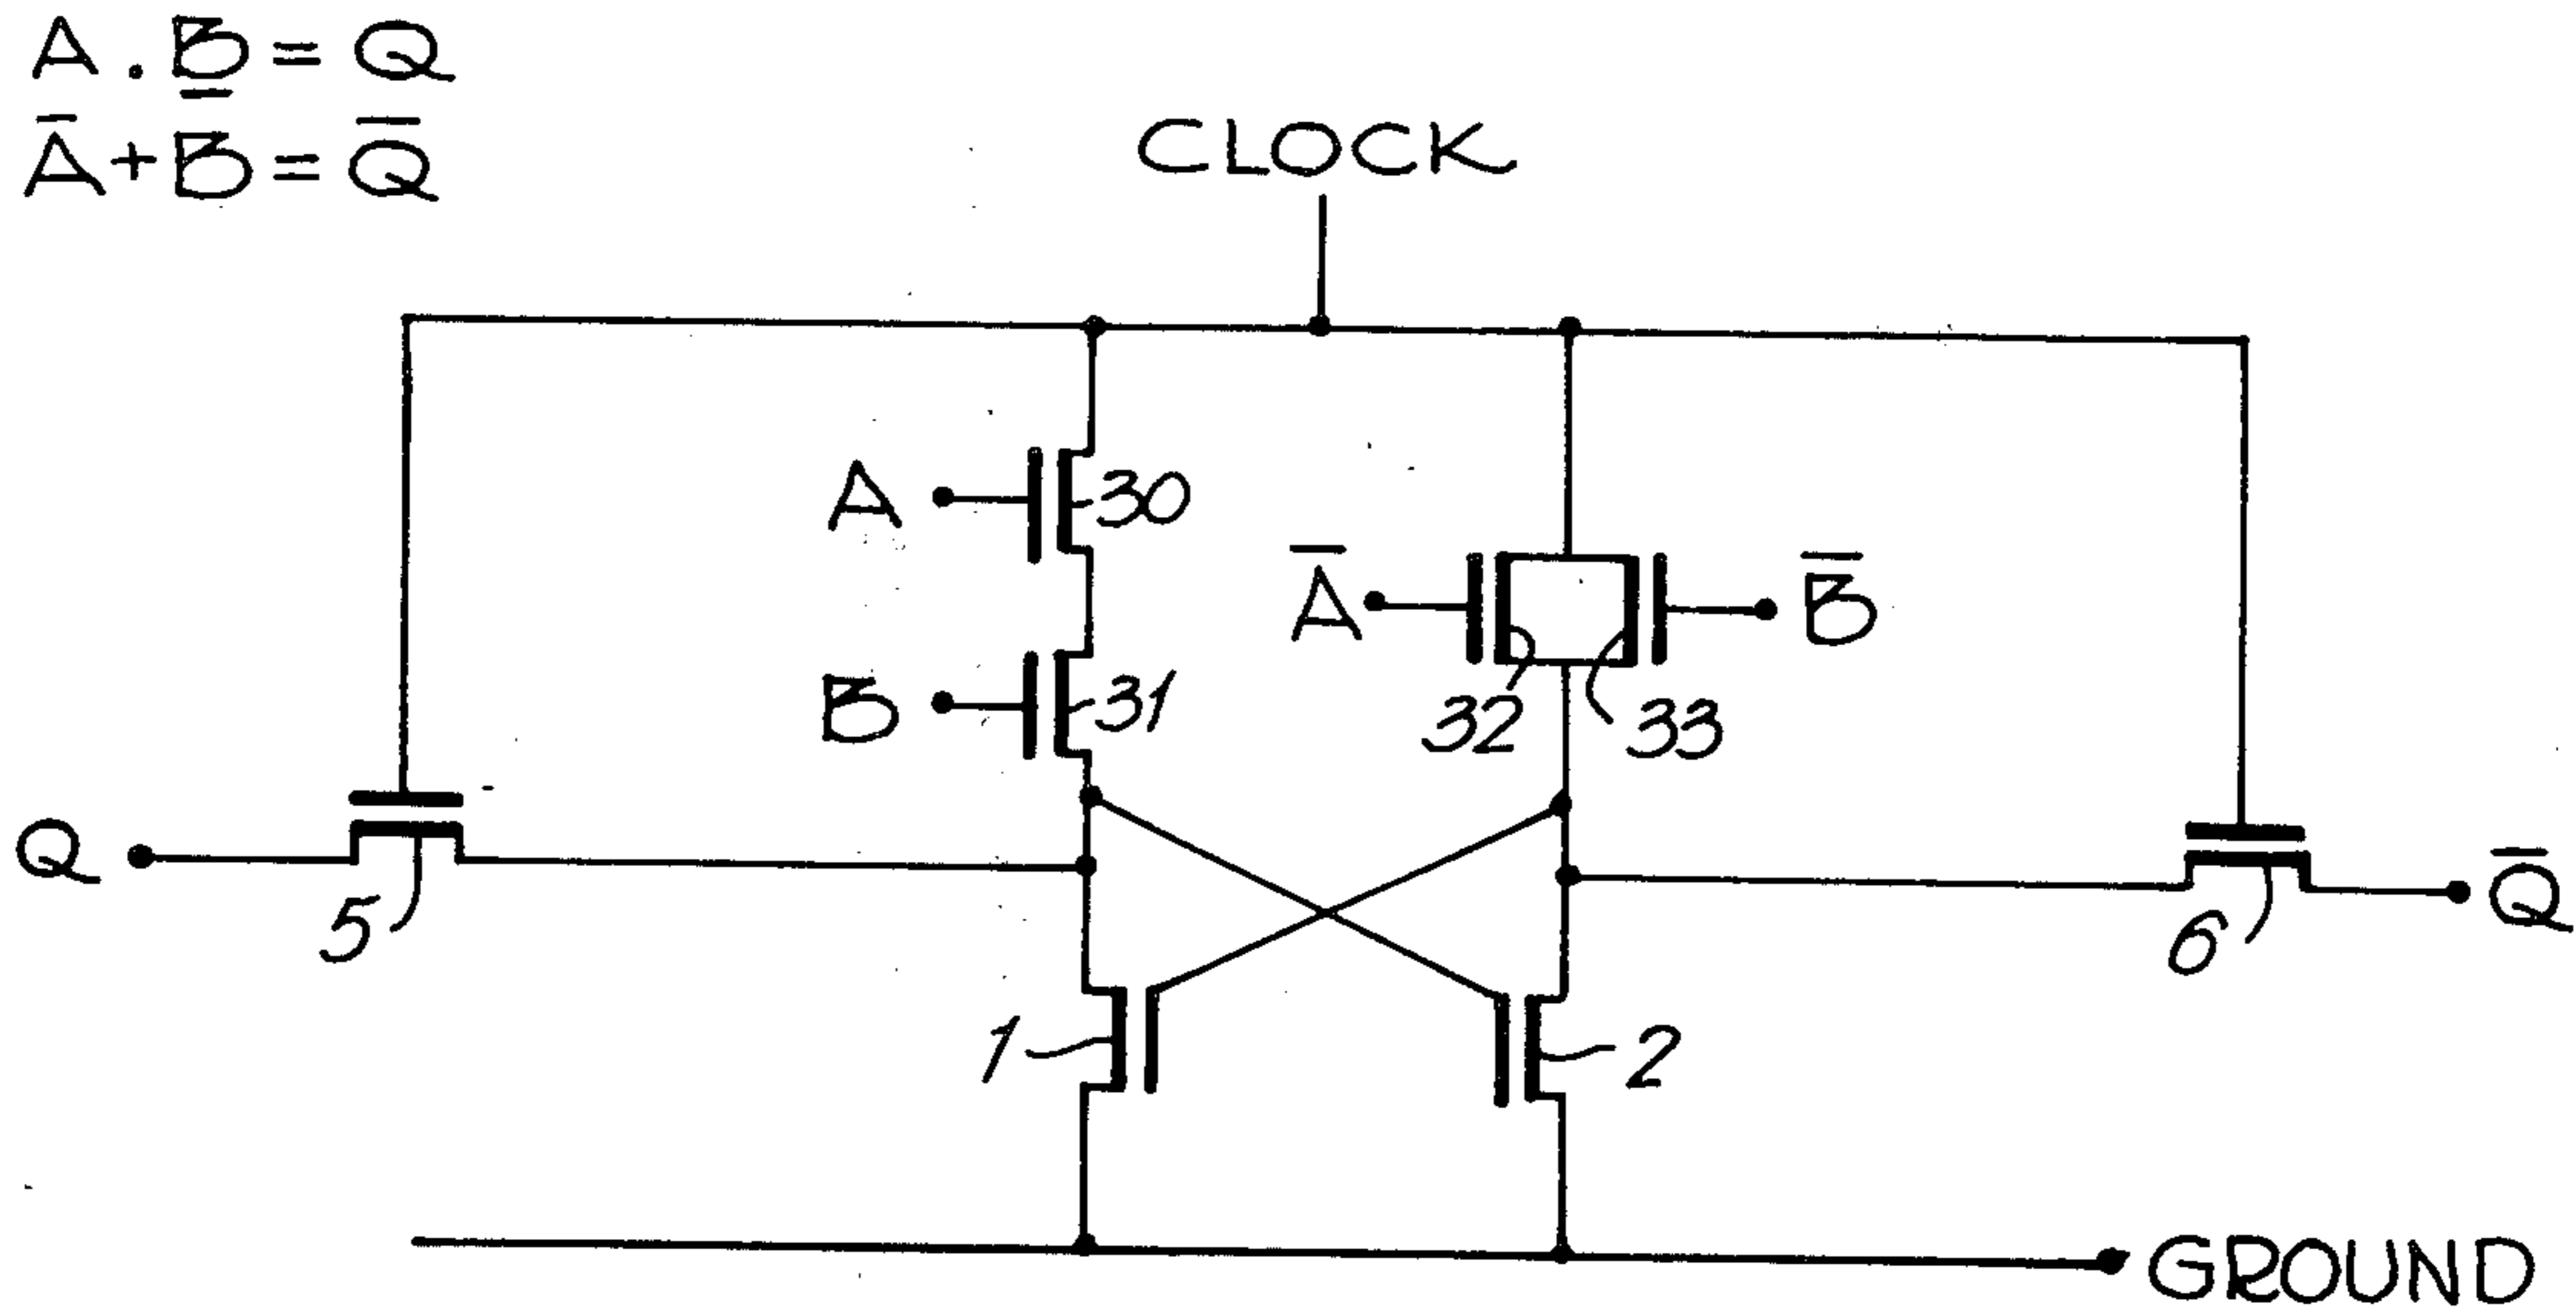 A . B = Q
A̅ + B̅ = Q̅
CLOCK
A
30
A̅
B̅
B
31
32
33
Q
5
6
Q̅
1
2
GROUND